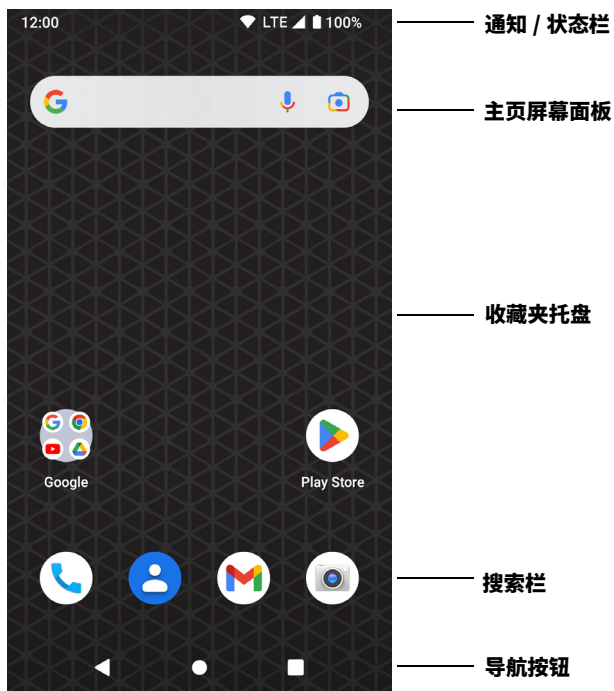 12:00 LTE 100%
通知 / 状态栏
主页屏幕面板
收藏夹托盘
Google
Play Store
搜索栏
导航按钮